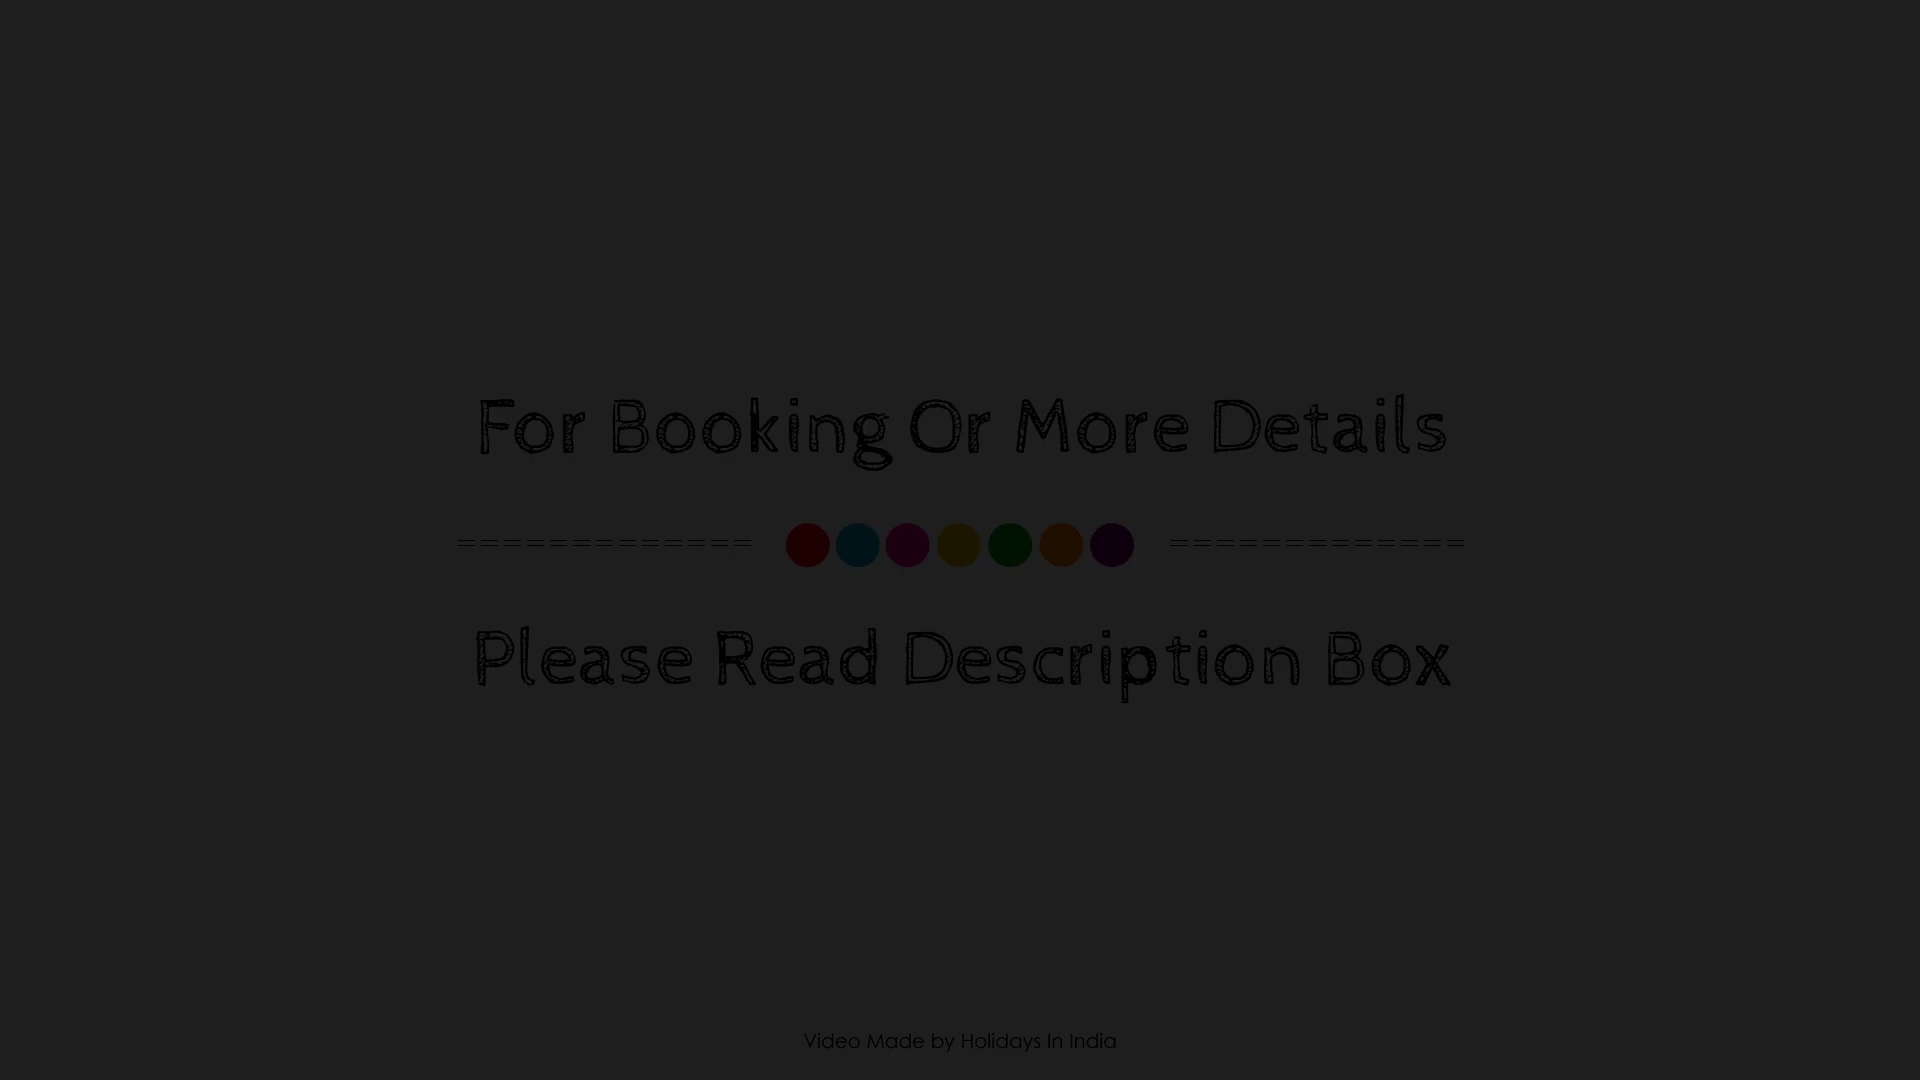 For Booking Or More Details
============= =============
Please Read Description Box
Video Made by Holidays In India